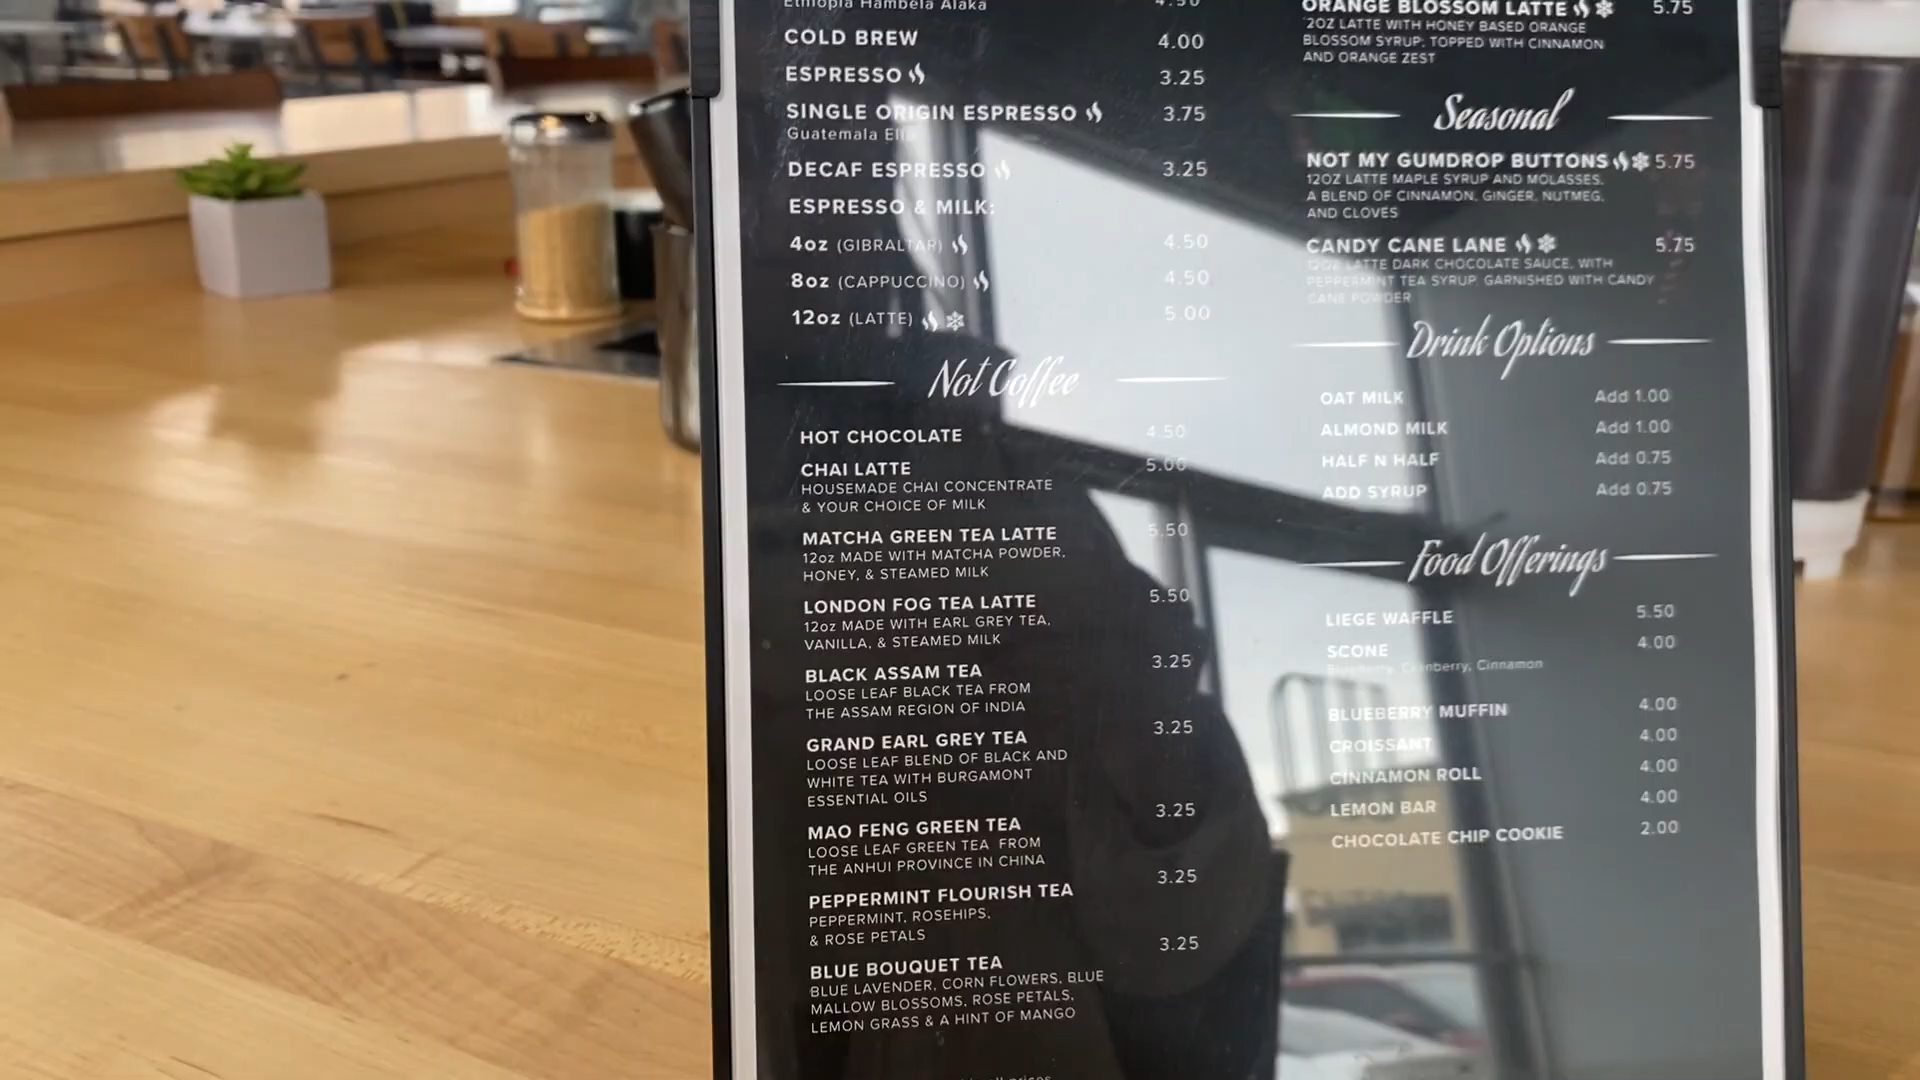 Ethiopia Hambela Alaka 4.50
COLD BREW 4.00
ESPRESSO 3.25
SINGLE ORIGIN ESPRESSO 3.75
Guatemala
DECAF ESPRESSO 3.25
ESPRESSO & MILK:
4oz (GIBRALTAR) 4.50
8oz (CAPPUCCINO) 4.50
12oz (LATTE) 5.00
Not Coffee
HOT CHOCOLATE 4.50
CHAI LATTE 5.00
HOUSEMADE CHAI CONCENTRATE
& YOUR CHOICE OF MILK
MATCHA GREEN TEA LATTE 5.50
12oz MADE WITH MATCHA POWDER,
HONEY, & STEAMED MILK
LONDON FOG TEA LATTE 5.50
12oz MADE WITH EARL GREY TEA,
VANILLA, & STEAMED MILK
BLACK ASSAM TEA 3.25
LOOSE LEAF BLACK TEA FROM
THE ASSAM REGION OF INDIA
GRAND EARL GREY TEA 3.25
LOOSE LEAF BLEND OF BLACK AND
WHITE TEA WITH BURGAMONT
ESSENTIAL OILS
MAO FENG GREEN TEA 3.25
LOOSE LEAF GREEN TEA FROM
THE ANHUI PROVINCE IN CHINA
PEPPERMINT FLOURISH TEA 3.25
PEPPERMINT, ROSEHIPS,
& ROSE PETALS
BLUE BOUQUET TEA 3.25
BLUE LAVENDER, CORN FLOWERS, BLUE
MALLOW BLOSSOMS, ROSE PETALS,
LEMON GRASS & A HINT OF MANGO
ORANGE BLOSSOM LATTE 5.75
12OZ LATTE WITH HONEY BASED ORANGE
BLOSSOM SYRUP, TOPPED WITH CINNAMON
AND ORANGE ZEST
Seasonal
NOT MY GUMDROP BUTTONS 5.75
12OZ LATTE MAPLE SYRUP AND MOLASSES,
A BLEND OF CINNAMON, GINGER, NUTMEG,
AND CLOVES
CANDY CANE LANE 5.75
12OZ LATTE DARK CHOCOLATE SAUCE, WITH
PEPPERMINT TEA SYRUP, GARNISHED WITH CANDY
CANE POWDER
Drink Options
OAT MILK Add 1.00
ALMOND MILK Add 1.00
HALF N HALF Add 0.75
ADD SYRUP Add 0.75
Food Offerings
LIEGE WAFFLE 5.50
SCONE 4.00
Blueberry, Cranberry, Cinnamon
BLUEBERRY MUFFIN 4.00
CROISSANT 4.00
CINNAMON ROLL 4.00
LEMON BAR 4.00
CHOCOLATE CHIP COOKIE 2.00